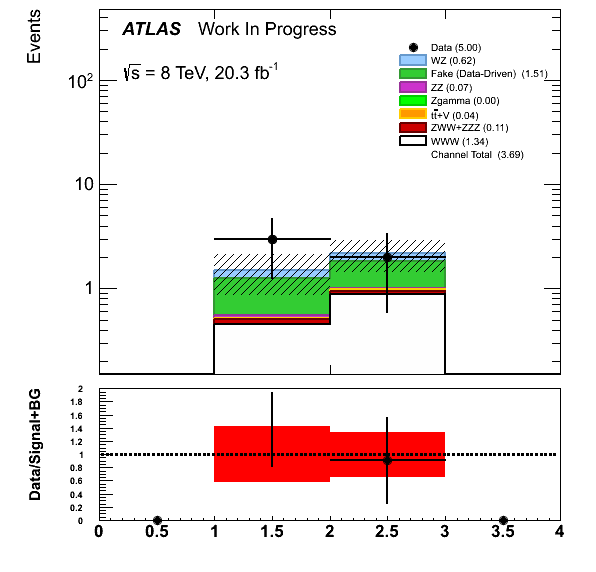 Events
ATLAS Work In Progress
√s = 8 TeV, 20.3 fb⁻¹
Data (5.00)
WZ (0.62)
Fake (Data-Driven) (1.51)
ZZ (0.07)
Zgamma (0.00)
tt̄+V (0.04)
ZWW+ZZZ (0.11)
WWW (1.34)
Channel Total (3.69)
10²
10
1
Data/Signal+BG
2
1.8
1.6
1.4
1.2
1
0.8
0.6
0.4
0.2
0
0 0.5 1 1.5 2 2.5 3 3.5 4